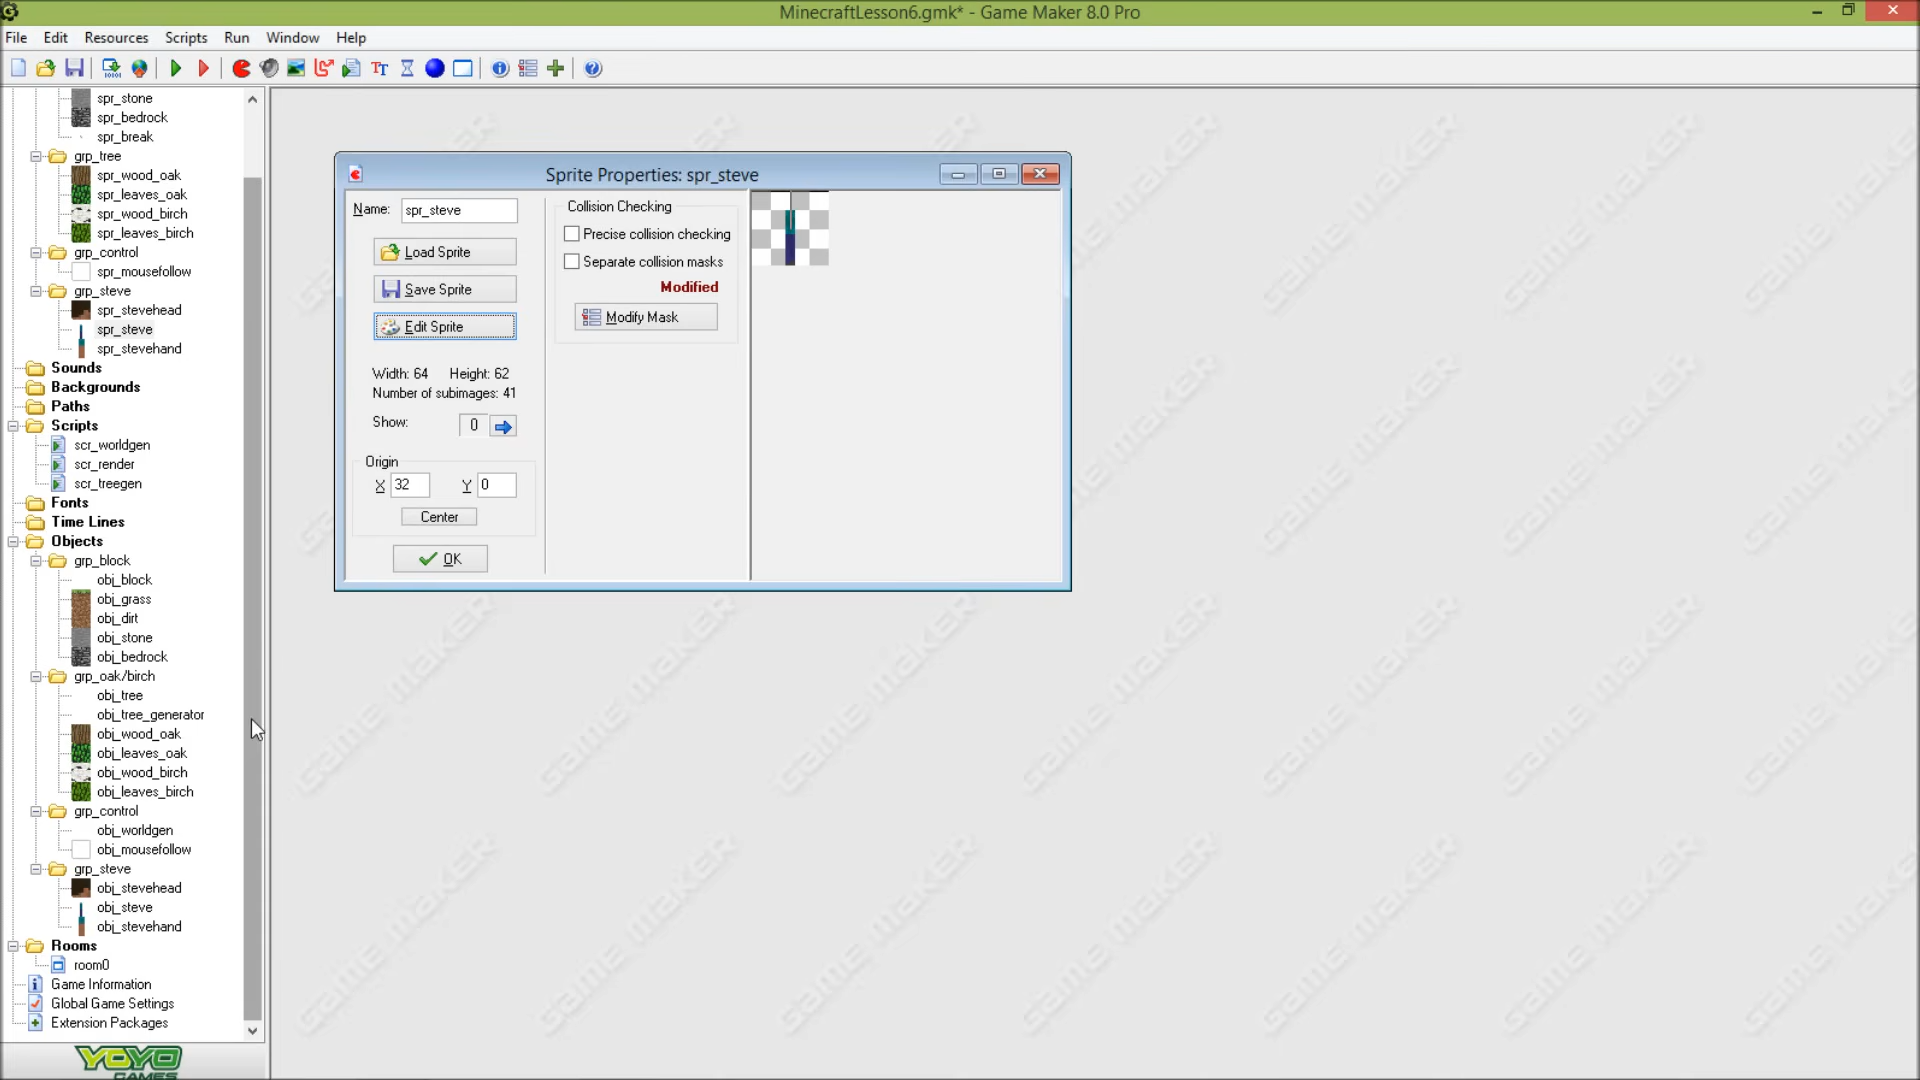 MinecraftLesson6.gmk* - Game Maker 8.0 Pro
File Edit Resources Scripts Run Window Help
spr_stone
spr_bedrock
spr_break
grp_tree
spr_wood_oak
spr_leaves_oak
spr_wood_birch
spr_leaves_birch
grp_control
spr_mousefollow
grp_steve
spr_stevehead
spr_steve
spr_stevehand
Sounds
Backgrounds
Paths
Scripts
scr_worldgen
scr_render
scr_treegen
Fonts
Time Lines
Objects
grp_block
obj_block
obj_grass
obj_dirt
obj_stone
obj_bedrock
grp_oak/birch
obj_tree
obj_tree_generator
obj_wood_oak
obj_leaves_oak
obj_wood_birch
obj_leaves_birch
grp_control
obj_worldgen
obj_mousefollow
grp_steve
obj_stevehead
obj_steve
obj_stevehand
Rooms
room0
Game Information
Global Game Settings
Extension Packages
YOYO
GAMES
Sprite Properties: spr_steve
Name: spr_steve
Load Sprite
Save Sprite
Edit Sprite
Width: 64 Height: 62
Number of subimages: 41
Show: 0
Origin
X 32 Y 0
Center
OK
Collision Checking
Precise collision checking
Separate collision masks
Modified
Modify Mask
GAME MAKER